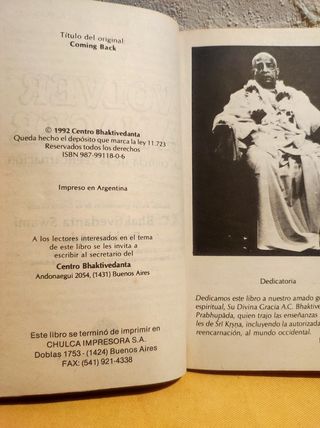 Título del original:
Coming Back
© 1992 Centro Bhaktivedanta
Queda hecho el depósito que marca la ley 11.723
Reservados todos los derechos
ISBN 987-99118-0-6
Impreso en Argentina
A los lectores interesados en el tema
de este libro se les invita a
escribir al secretario del
Centro Bhaktivedanta
Andonaegui 2054, (1431) Buenos Aires
Este libro se terminó de imprimir en
CHULCA IMPRESORA S.A.
Doblas 1753 - (1424) Buenos Aires
FAX: (541) 921-4338
Dedicatoria
Dedicamos este libro a nuestro amado
espiritual, Su Divina Gracia A.C. Bhaktivedanta
Prabhupāda, quien trajo las enseñanzas
les de Śrī Kṛṣṇa, incluyendo la autorizada
reencarnación, al mundo occidental.